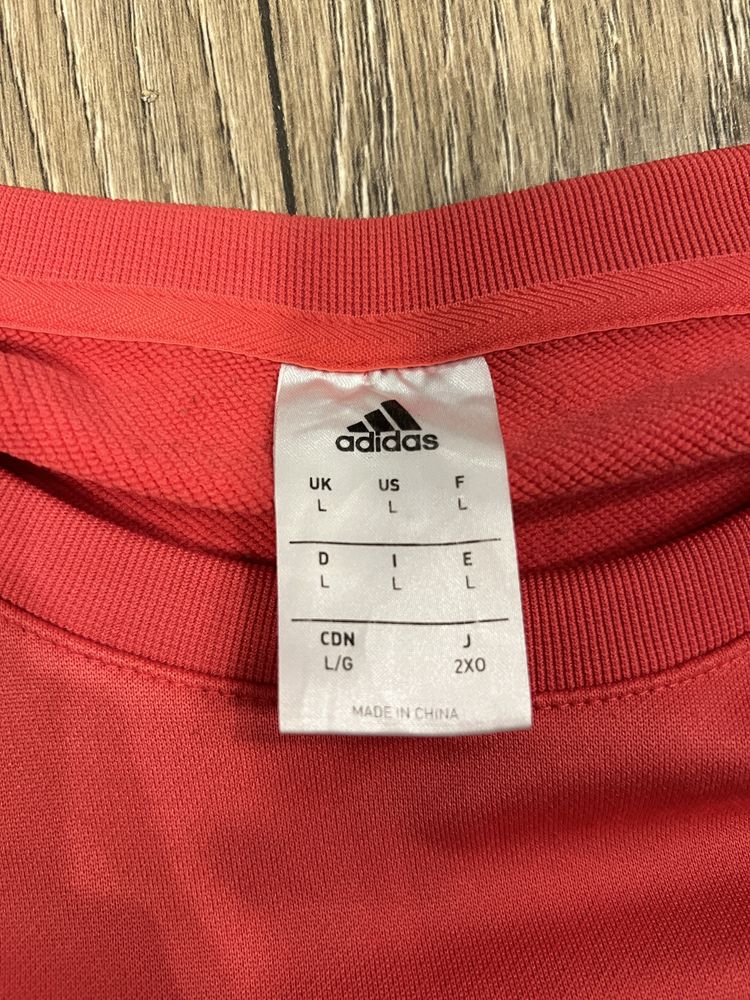 adidas
UK US F
L L L
D I E
L L L
CDN J
L/G 2XO
MADE IN CHINA